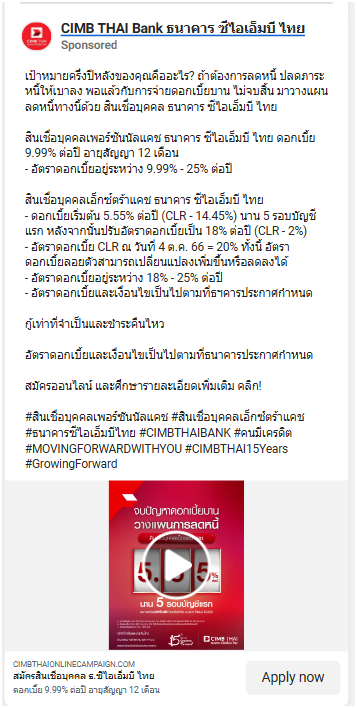 CIMB THAI Bank ธนาคาร ซีไอเอ็มบี ไทย
Sponsored
เป้าหมายครึ่งปีหลังของคุณคืออะไร? ถ้าต้องการลดหนี้ ปลดภาระ
หนี้ให้เบาลง พอแล้วกับการจ่ายดอกเบี้ยบาน ไม่จบสิ้น มาวางแผน
ลดหนี้ทางนี้ด้วย สินเชื่อบุคคล ธนาคาร ซีไอเอ็มบี ไทย
สินเชื่อบุคคลเพอร์ซันนัลแคช ธนาคาร ซีไอเอ็มบี ไทย ดอกเบี้ย
9.99% ต่อปี อายุสัญญา 12 เดือน
- อัตราดอกเบี้ยอยู่ระหว่าง 9.99% - 25% ต่อปี
สินเชื่อบุคคลเอ็กซ์ตร้าแคช ธนาคาร ซีไอเอ็มบี ไทย
- ดอกเบี้ยเริ่มต้น 5.55% ต่อปี (CLR - 14.45%) นาน 5 รอบบัญชี
แรก หลังจากนั้นปรับอัตราดอกเบี้ยเป็น 18% ต่อปี (CLR - 2%)
- อัตราดอกเบี้ย CLR ณ วันที่ 4 ต.ค. 66 = 20% ทั้งนี้ อัตรา
ดอกเบี้ยลอยตัวสามารถเปลี่ยนแปลงเพิ่มขึ้นหรือลดลงได้
- อัตราดอกเบี้ยอยู่ระหว่าง 18% - 25% ต่อปี
- อัตราดอกเบี้ยและเงื่อนไขเป็นไปตามที่ธฯคารประกาศกำหนด
กู้เท่าที่จำเป็นและชำระคืนไหว
อัตราดอกเบี้ยและเงื่อนไขเป็นไปตามที่ธนาคารประกาศกำหนด
สมัครออนไลน์ และศึกษารายละเอียดเพิ่มเติม คลิก!
#สินเชื่อบุคคลเพอร์ซันนัลแคช #สินเชื่อบุคคลเอ็กซ์ตร้าแคช
#ธนาคารซีไอเอ็มบีไทย #CIMBTHAIBANK #คนมีเครดิต
#MOVINGFORWARDWITHYOU #CIMBTHAI15Years
#GrowingForward
จบปัญหาดอกเบี้ยบาน
วางแผนการลดหนี้
นาน 5 รอบบัญชีแรก
CIMB THAI
CIMBTHAIONLINECAMPAIGN.COM
สมัครสินเชื่อบุคคล ธ.ซีไอเอ็มบี ไทย
ดอกเบี้ย 9.99% ต่อปี อายุสัญญา 12 เดือน
Apply now